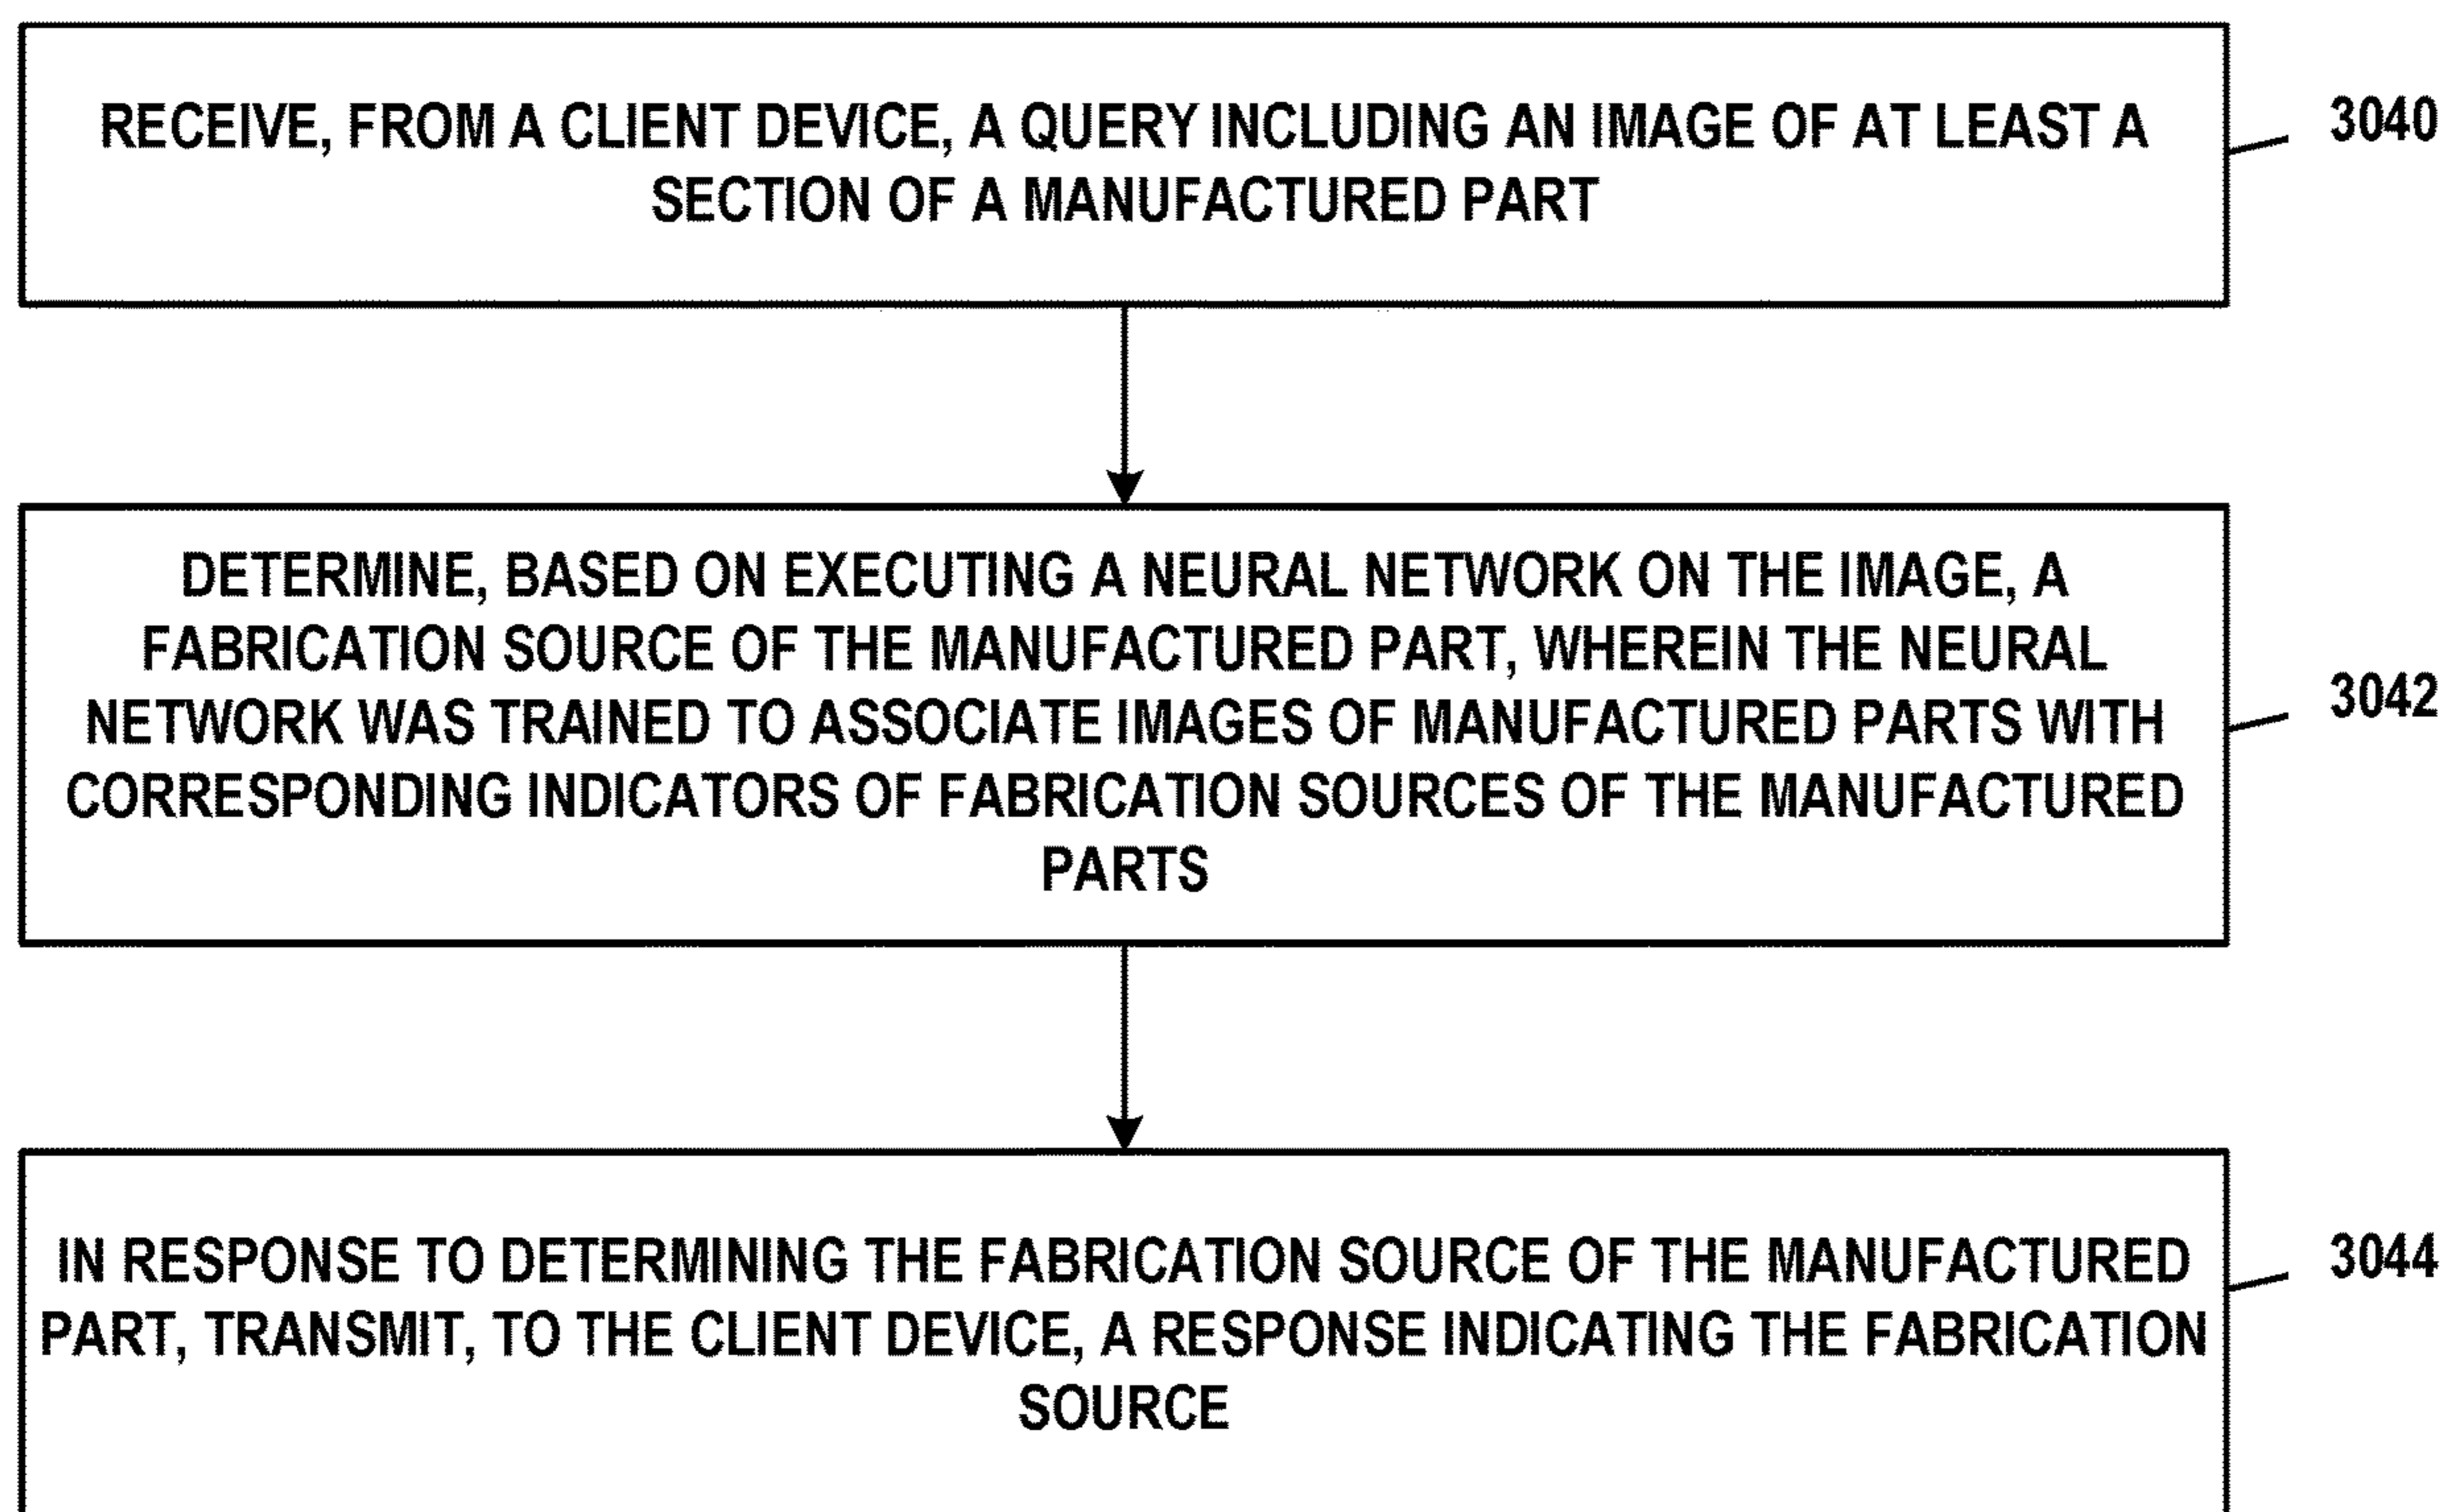 RECEIVE, FROM A CLIENT DEVICE, A QUERY INCLUDING AN IMAGE OF AT LEAST A
SECTION OF A MANUFACTURED PART
3040
DETERMINE, BASED ON EXECUTING A NEURAL NETWORK ON THE IMAGE, A
FABRICATION SOURCE OF THE MANUFACTURED PART, WHEREIN THE NEURAL
NETWORK WAS TRAINED TO ASSOCIATE IMAGES OF MANUFACTURED PARTS WITH
CORRESPONDING INDICATORS OF FABRICATION SOURCES OF THE MANUFACTURED
PARTS
3042
IN RESPONSE TO DETERMINING THE FABRICATION SOURCE OF THE MANUFACTURED
PART, TRANSMIT, TO THE CLIENT DEVICE, A RESPONSE INDICATING THE FABRICATION
SOURCE
3044